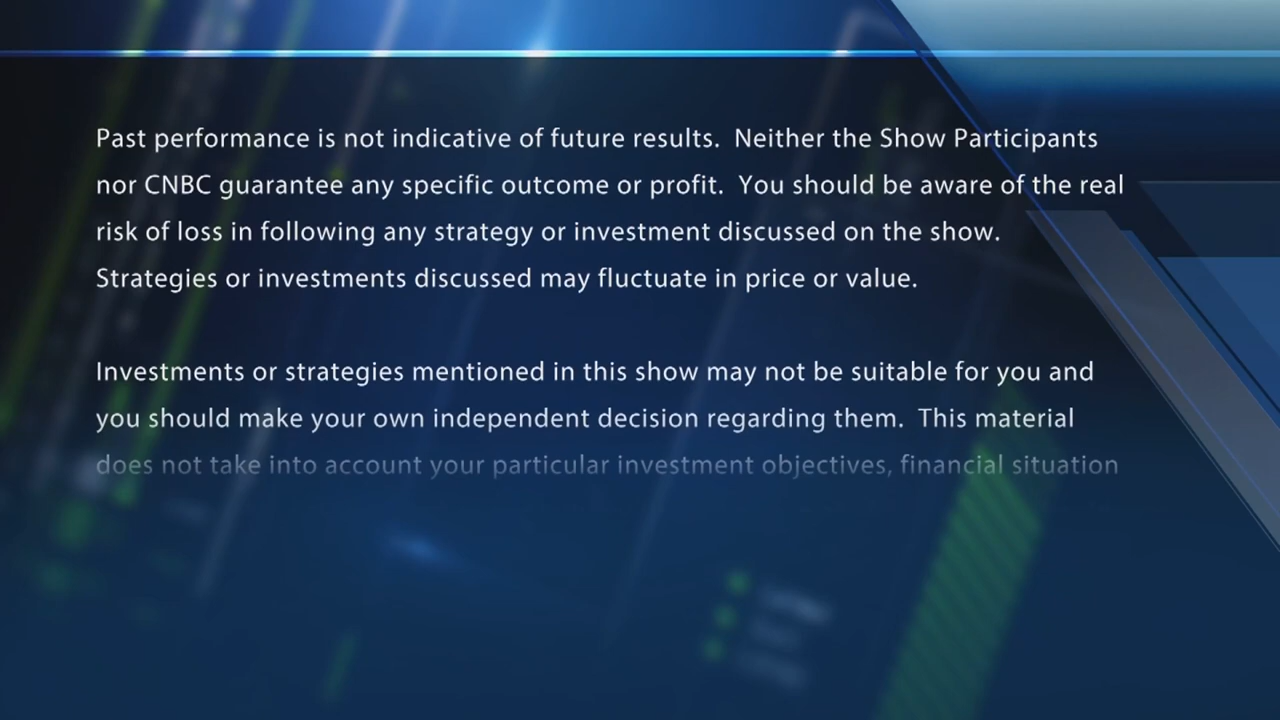 Past performance is not indicative of future results.  Neither the Show Participants
nor CNBC guarantee any specific outcome or profit.  You should be aware of the real
risk of loss in following any strategy or investment discussed on the show.
Strategies or investments discussed may fluctuate in price or value.
Investments or strategies mentioned in this show may not be suitable for you and
you should make your own independent decision regarding them.  This material
does not take into account your particular investment objectives, financial situation